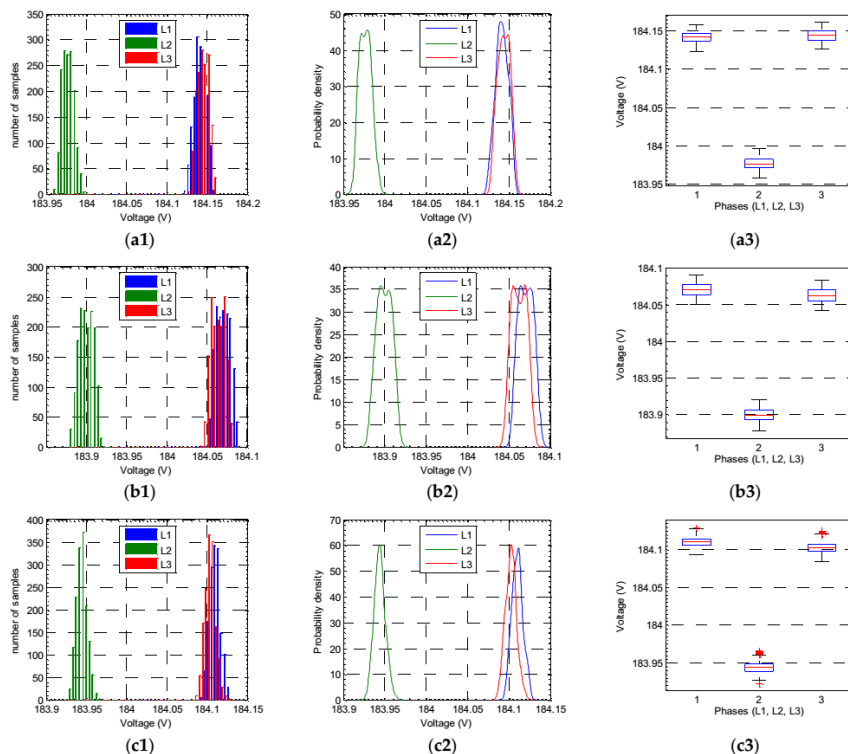 350
300
250
200
150
100
50
0
number of samples
L1
L2
L3
183.95 184 184.05 184.1 184.15 184.2
Voltage (V)
(a1)
50
40
30
20
10
0
Probability density
L1
L2
L3
183.95 184 184.05 184.1 184.15 184.2
Voltage (V)
(a2)
184.15
184.1
184.05
184
183.95
Voltage (V)
1 2 3
Phases (L1, L2, L3)
(a3)
300
250
200
150
100
50
0
number of samples
L1
L2
L3
183.9 183.95 184 184.05 184.1
Voltage (V)
(b1)
40
35
30
25
20
15
10
5
0
Probability density
L1
L2
L3
183.9 183.95 184 184.05 184.1
Voltage (V)
(b2)
184.1
184.05
184
183.95
183.9
Voltage (V)
1 2 3
Phases (L1, L2, L3)
(b3)
400
350
300
250
200
150
100
50
0
number of samples
L1
L2
L3
183.9 183.95 184 184.05 184.1 184.15
Voltage (V)
(c1)
70
60
50
40
30
20
10
0
Probability density
L1
L2
L3
183.9 183.95 184 184.05 184.1 184.15
Voltage (V)
(c2)
184.1
184.05
184
183.95
Voltage (V)
1 2 3
Phases (L1, L2, L3)
(c3)